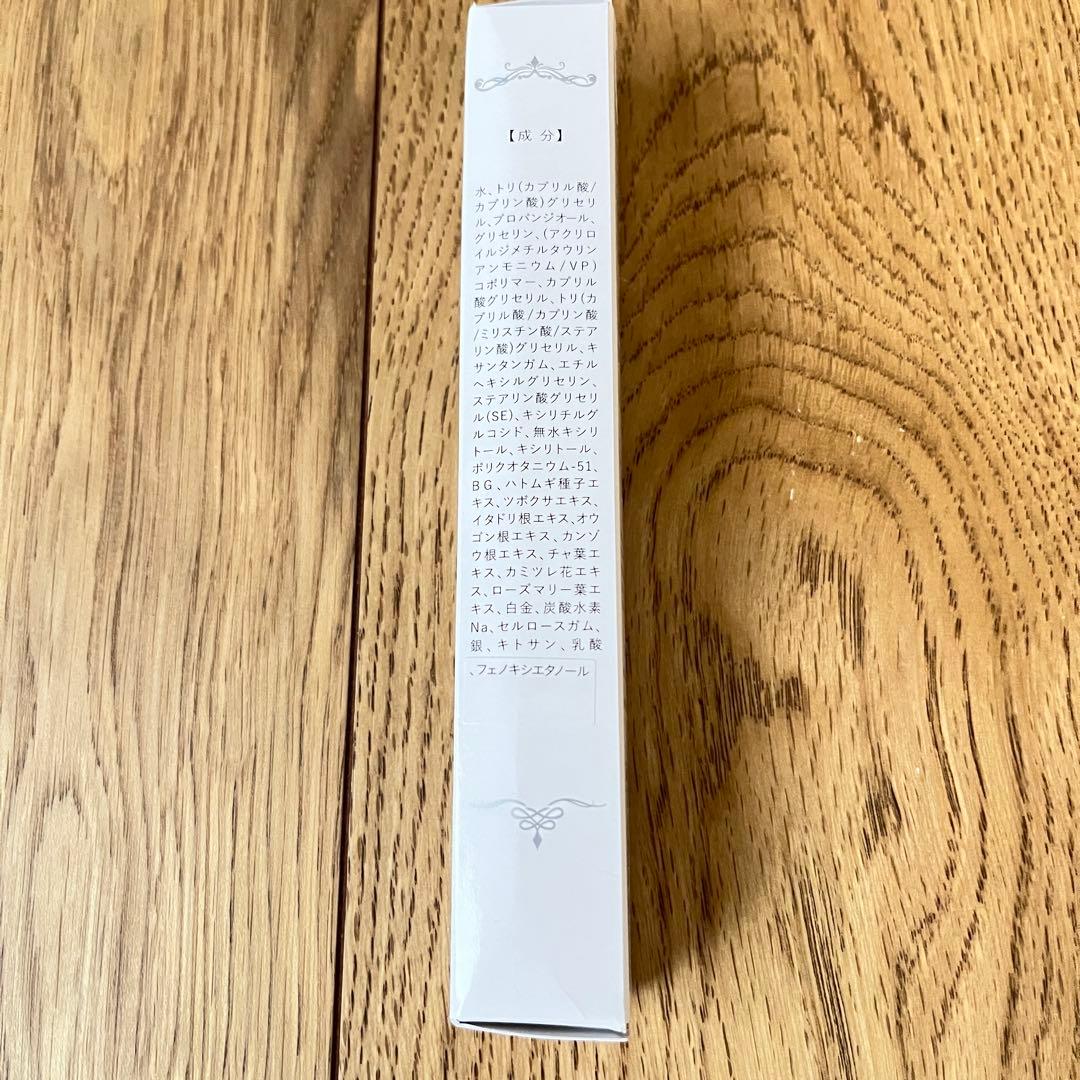 【成 分】
水、トリ(カプリル酸/
カプリン酸)グリセリ
ル、プロパンジオール、
グリセリン、(アクリロ
イルジメチルタウリン
アンモニウム/VP)
コポリマー、カプリル
酸グリセリル、トリ(カ
プリル酸/カプリン酸
/ミリスチン酸/ステア
リン酸)グリセリル、キ
サンタンガム、エチル
ヘキシルグリセリン、
ステアリン酸グリセリ
ル(SE)、キシリチルグ
ルコシド、無水キシリ
トール、キシリトール、
ポリクオタニウム-51、
BG、ハトムギ種子エ
キス、ツボクサエキス、
イタドリ根エキス、オウ
ゴン根エキス、カンゾ
ウ根エキス、チャ葉エ
キス、カミツレ花エキ
ス、ローズマリー葉エ
キス、白金、炭酸水素
Na、セルロースガム、
銀、キトサン、乳酸
、フェノキシエタノール